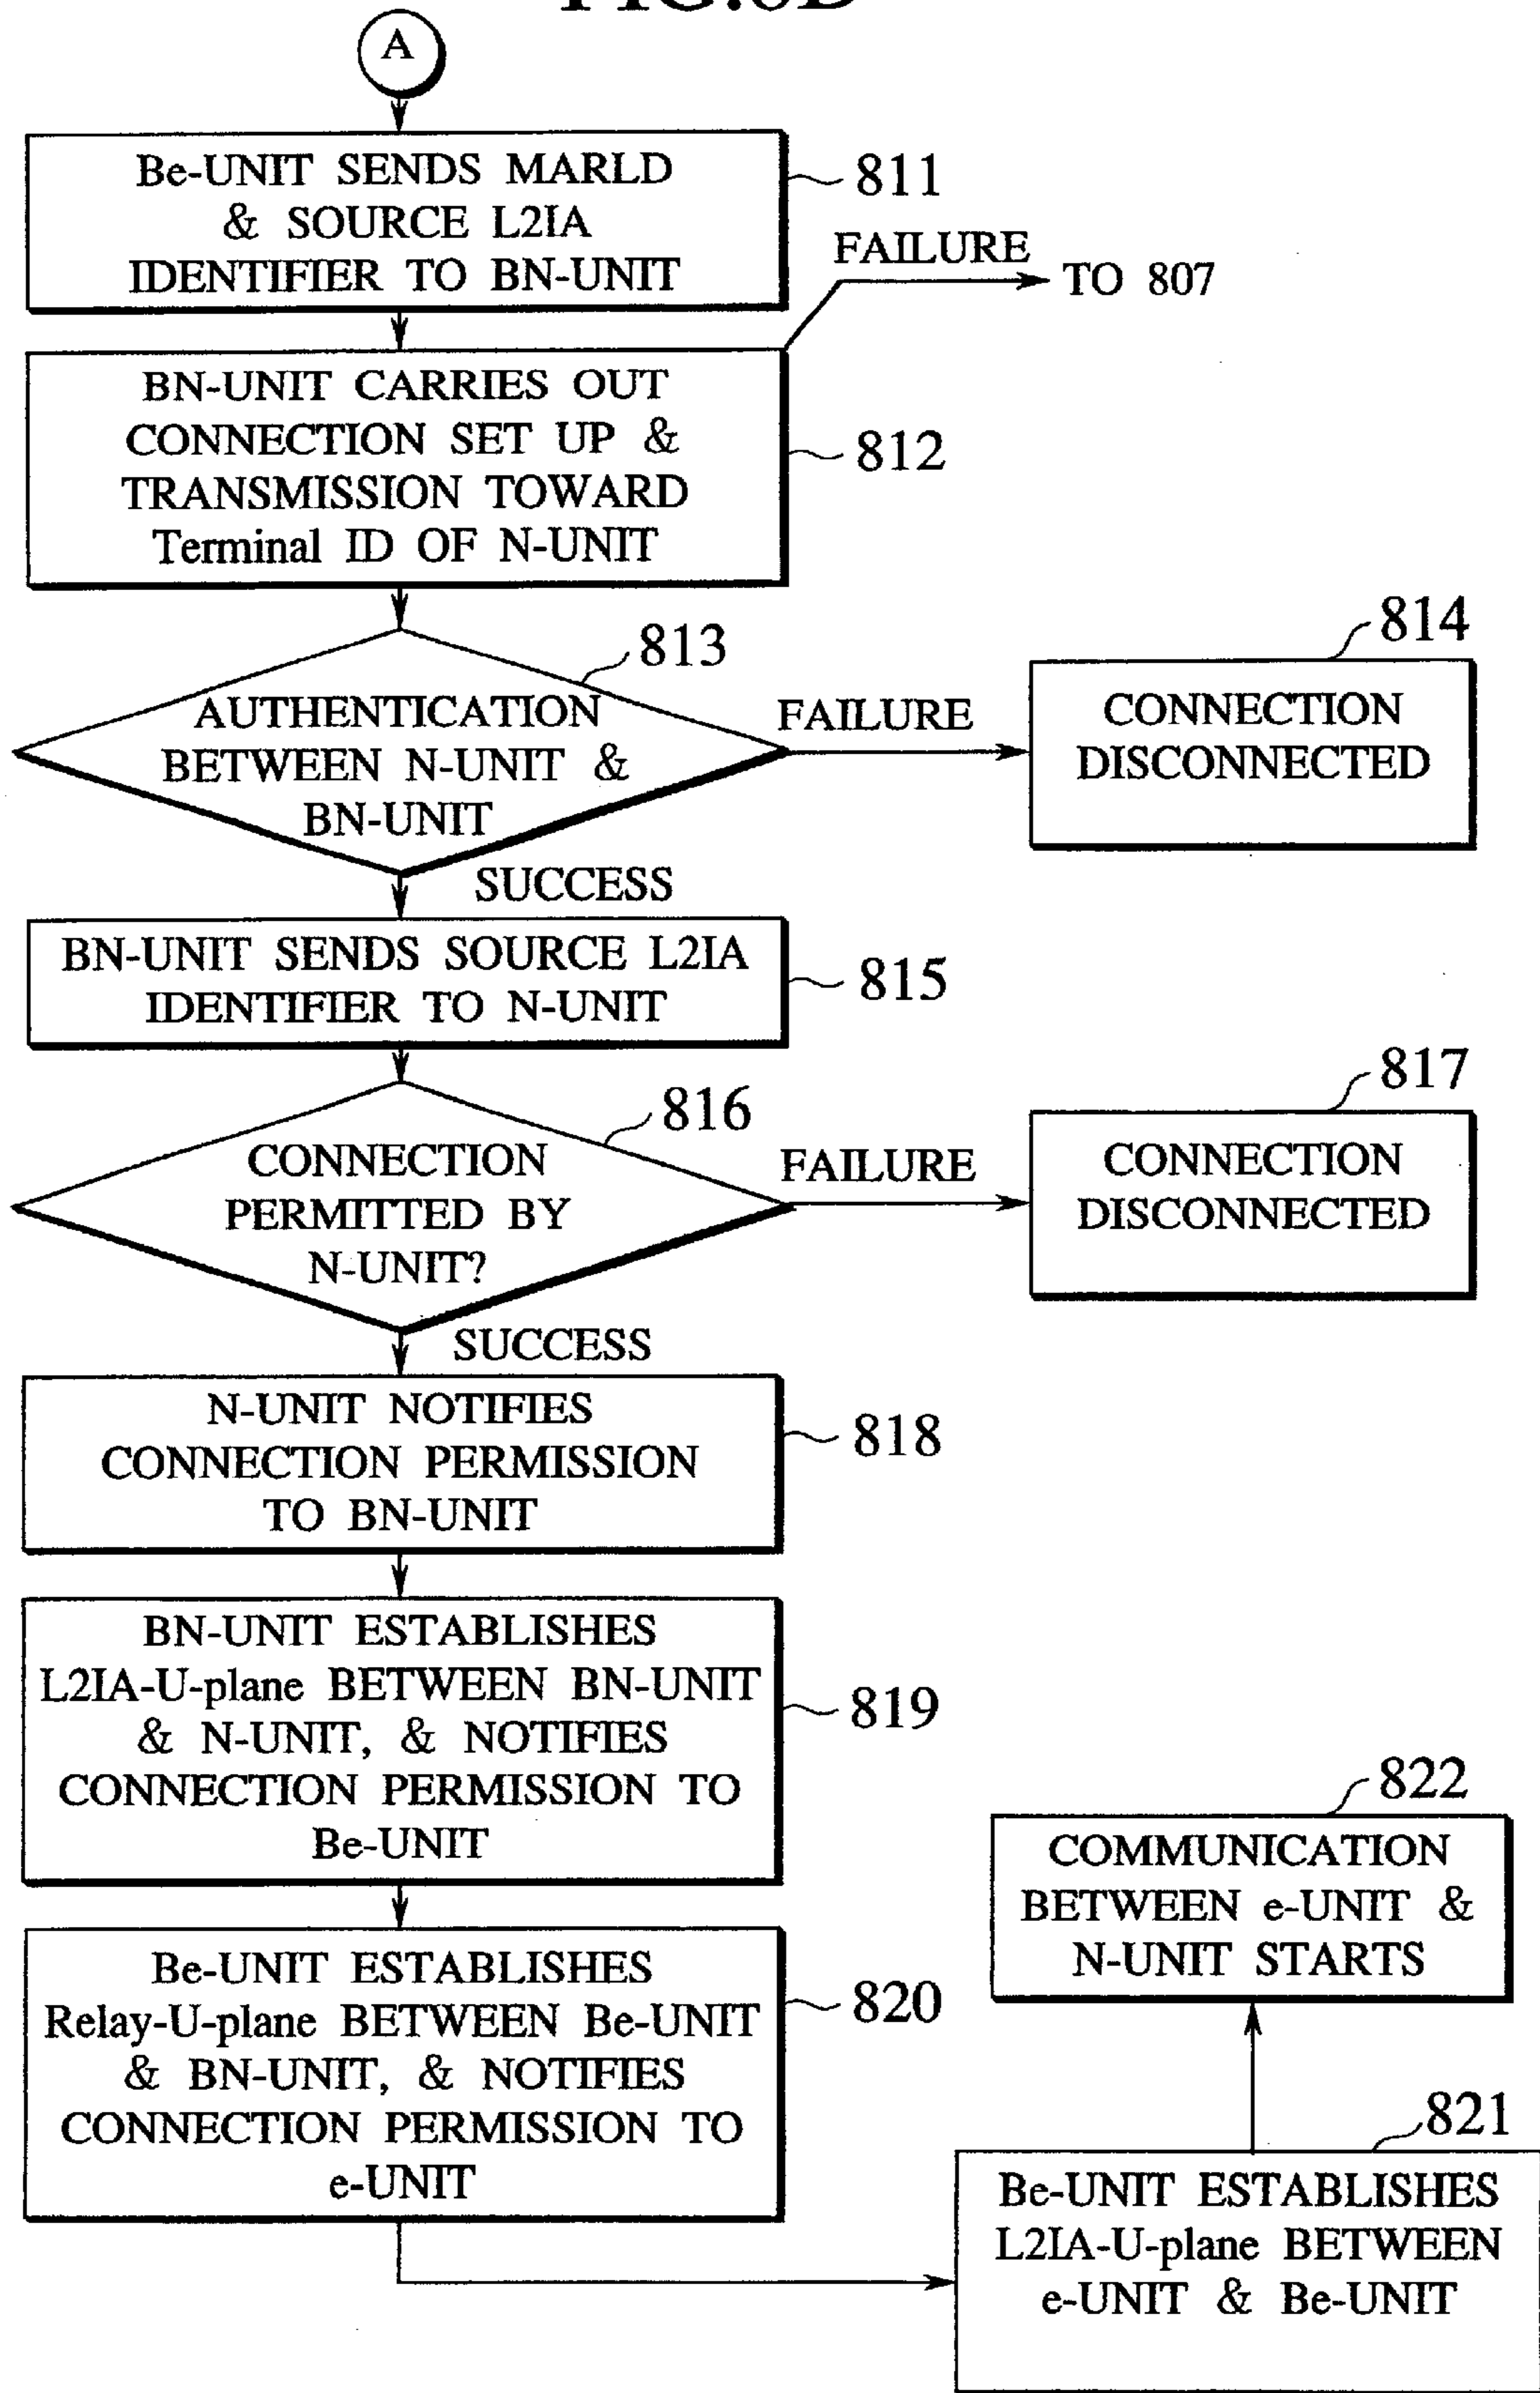 A
Be-UNIT SENDS MARLD
& SOURCE L2IA
IDENTIFIER TO BN-UNIT
811
FAILURE
TO 807
BN-UNIT CARRIES OUT
CONNECTION SET UP &
TRANSMISSION TOWARD
Terminal ID OF N-UNIT
812
813
AUTHENTICATION
BETWEEN N-UNIT &
BN-UNIT
FAILURE
814
CONNECTION
DISCONNECTED
SUCCESS
BN-UNIT SENDS SOURCE L2IA
IDENTIFIER TO N-UNIT
815
816
CONNECTION
PERMITTED BY
N-UNIT?
FAILURE
817
CONNECTION
DISCONNECTED
SUCCESS
N-UNIT NOTIFIES
CONNECTION PERMISSION
TO BN-UNIT
818
BN-UNIT ESTABLISHES
L2IA-U-plane BETWEEN BN-UNIT
& N-UNIT, & NOTIFIES
CONNECTION PERMISSION TO
Be-UNIT
819
Be-UNIT ESTABLISHES
Relay-U-plane BETWEEN Be-UNIT
& BN-UNIT, & NOTIFIES
CONNECTION PERMISSION TO
e-UNIT
820
821
Be-UNIT ESTABLISHES
L2IA-U-plane BETWEEN
e-UNIT & Be-UNIT
822
COMMUNICATION
BETWEEN e-UNIT &
N-UNIT STARTS